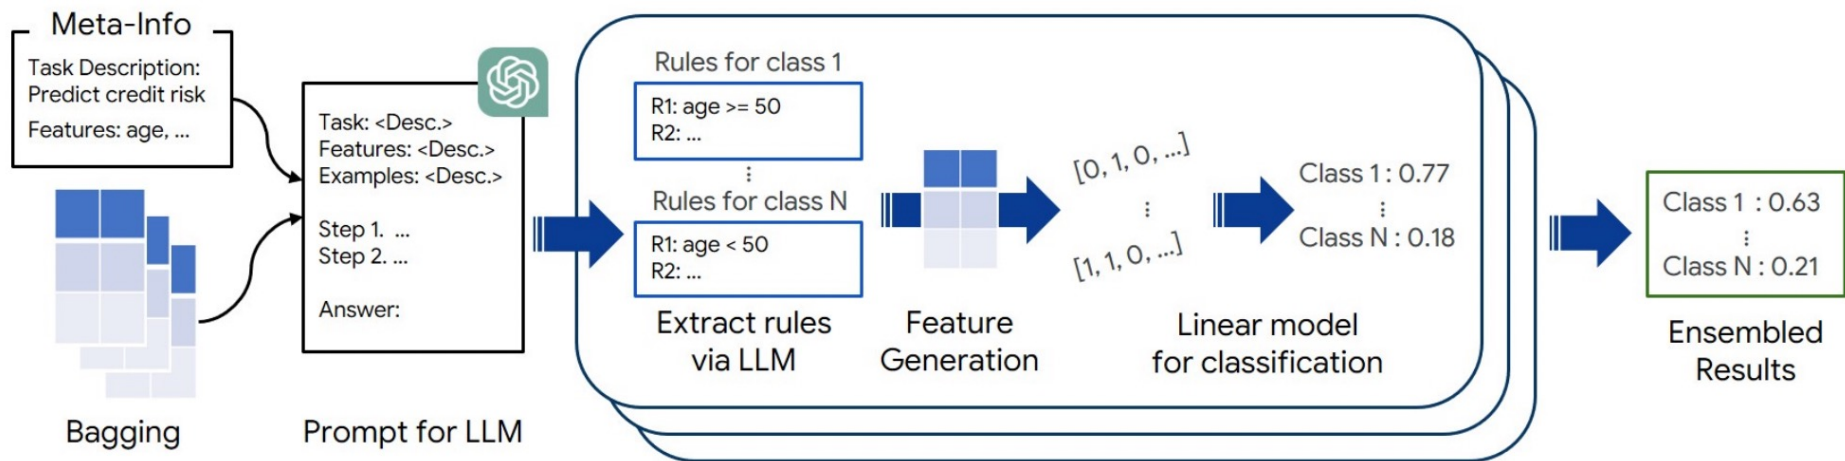 Meta-Info
Task Description:
Predict credit risk
Features: age, ...
Bagging
Task: <Desc.>
Features: <Desc.>
Examples: <Desc.>
Step 1. ...
Step 2. ...
Answer:
Prompt for LLM
Rules for class 1
R1: age >= 50
R2: ...
⋮
Rules for class N
R1: age < 50
R2: ...
Extract rules
via LLM
Feature
Generation
[0, 1, 0, ...]
⋮
[1, 1, 0, ...]
Class 1 : 0.77
⋮
Class N : 0.18
Linear model
for classification
Class 1 : 0.63
⋮
Class N : 0.21
Ensembled
Results